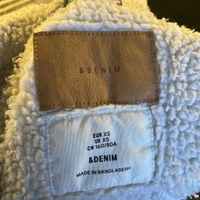 &DENIM
EUR XS
UK XS
CN 160/80A
&DENIM
MADE IN BANGLADESH